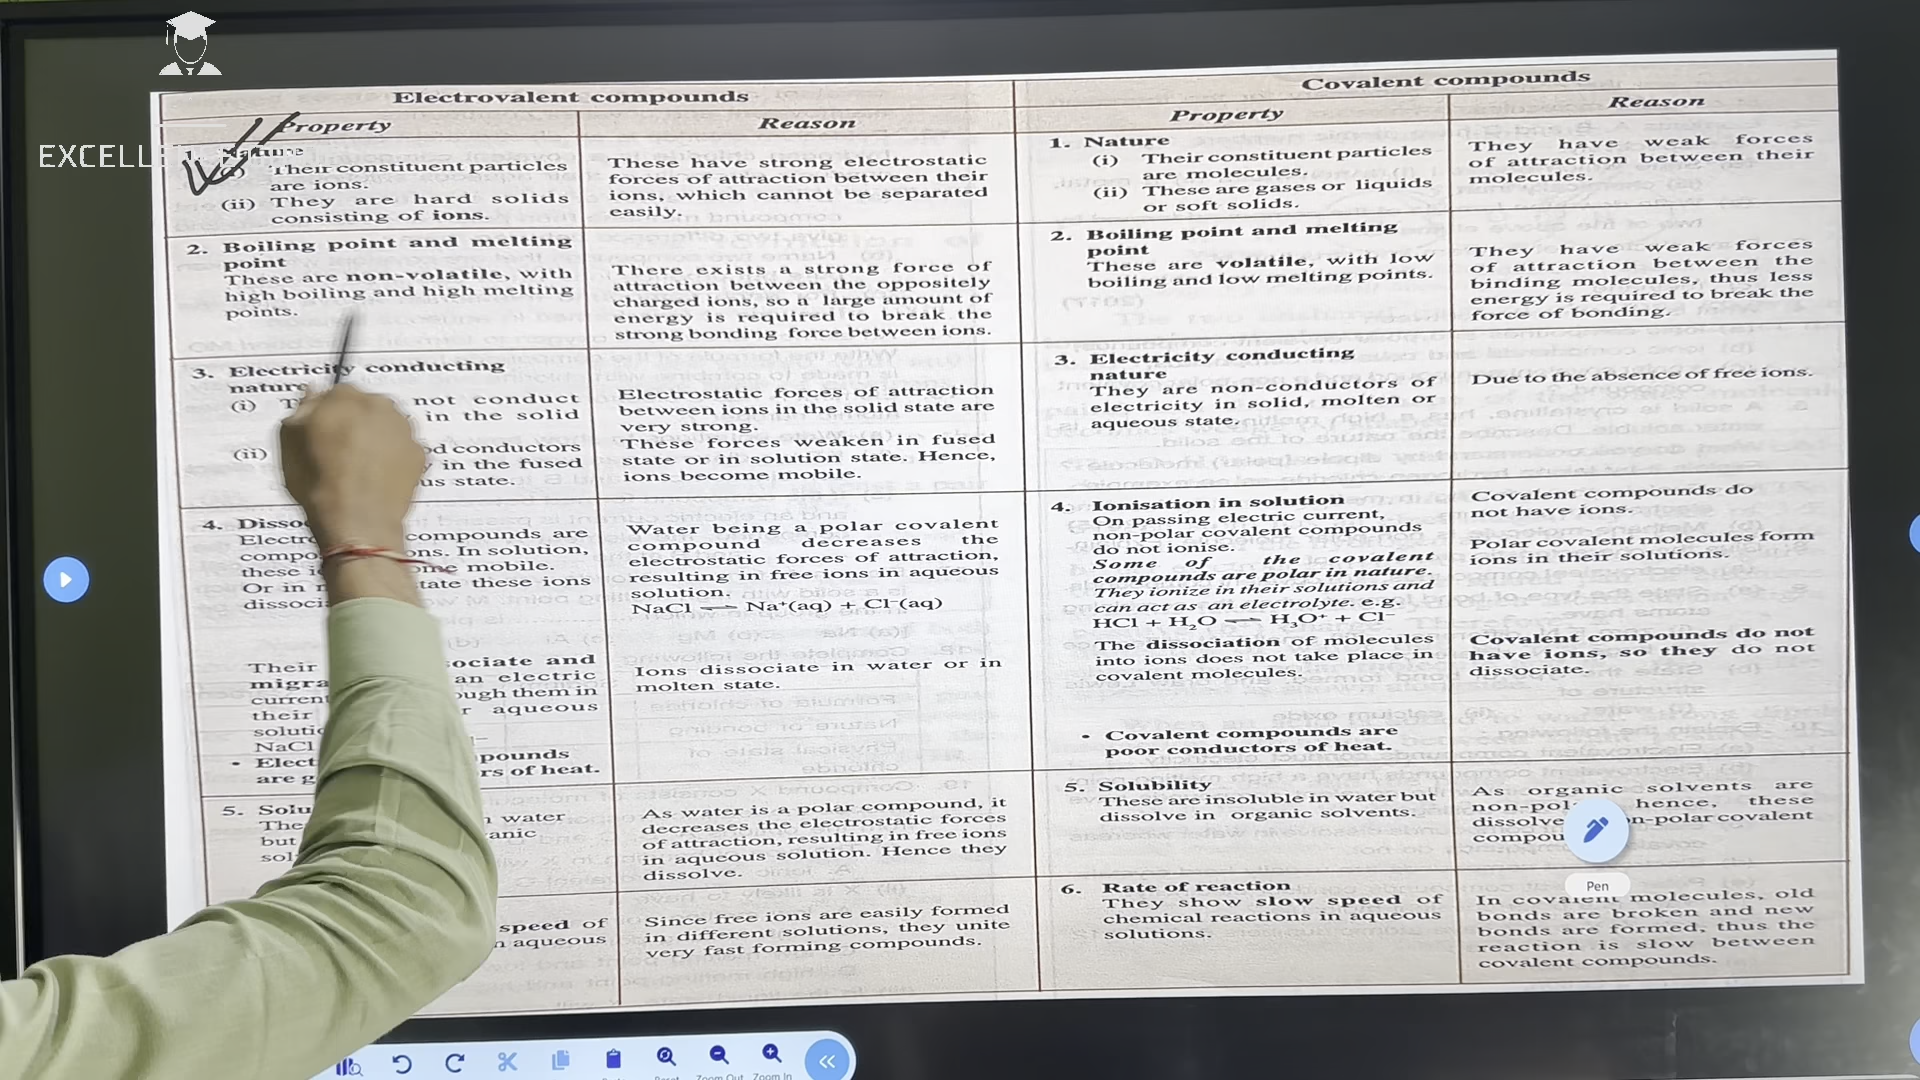 EXCELLE
Electrovalent compounds
Property
Reason
Nature
(i) Their constituent particles
are ions.
(ii) They are hard solids
consisting of ions.
These have strong electrostatic
forces of attraction between their
ions, which cannot be separated
easily.
2. Boiling point and melting
point
These are non-volatile, with
high boiling and high melting
points.
There exists a strong force of
attraction between the oppositely
charged ions, so a large amount of
energy is required to break the
strong bonding force between ions.
3. Electricity conducting
nature
(i) not conduct
in the solid
(ii) conductors
in the fused
state.
Electrostatic forces of attraction
between ions in the solid state are
very strong.
These forces weaken in fused
state or in solution state. Hence,
ions become mobile.
4.
compounds are
In solution,
these mobile.
Or in these ions
Water being a polar covalent
compound decreases the
electrostatic forces of attraction,
resulting in free ions in aqueous
solution.
NaCl ⇌ Na⁺(aq) + Cl⁻(aq)
Their and
an electric
current them in
their aqueous
NaCl
•
are of heat.
Ions dissociate in water or in
molten state.
5.
water
but
As water is a polar compound, it
decreases the electrostatic forces
of attraction, resulting in free ions
in aqueous solution. Hence they
dissolve.
speed of
aqueous
Since free ions are easily formed
in different solutions, they unite
very fast forming compounds.
Covalent compounds
Property
Reason
1. Nature
(i) Their constituent particles
are molecules.
(ii) These are gases or liquids
or soft solids.
They have weak forces
of attraction between their
molecules.
2. Boiling point and melting
point
These are volatile, with low
boiling and low melting points.
They have weak forces
of attraction between the
binding molecules, thus less
energy is required to break the
force of bonding.
3. Electricity conducting
nature
They are non-conductors of
electricity in solid, molten or
aqueous state.
Due to the absence of free ions.
4. Ionisation in solution
On passing electric current,
non-polar covalent compounds
do not ionise.
Some of the covalent
compounds are polar in nature.
They ionize in their solutions and
can act as an electrolyte. e.g.
HCl + H₂O ⇌ H₃O⁺ + Cl⁻
The dissociation of molecules
into ions does not take place in
covalent molecules.
• Covalent compounds are
poor conductors of heat.
Covalent compounds do
not have ions.
Polar covalent molecules form
ions in their solutions.
Covalent compounds do not
have ions, so they do not
dissociate.
5. Solubility
These are insoluble in water but
dissolve in organic solvents.
As organic solvents are
hence, these
dissolve covalent
6. Rate of reaction
They show slow speed of
chemical reactions in aqueous
solutions.
In covalent molecules, old
bonds are broken and new
bonds are formed, thus the
reaction is slow between
covalent compounds.
Pen
Zoom Out
Zoom In